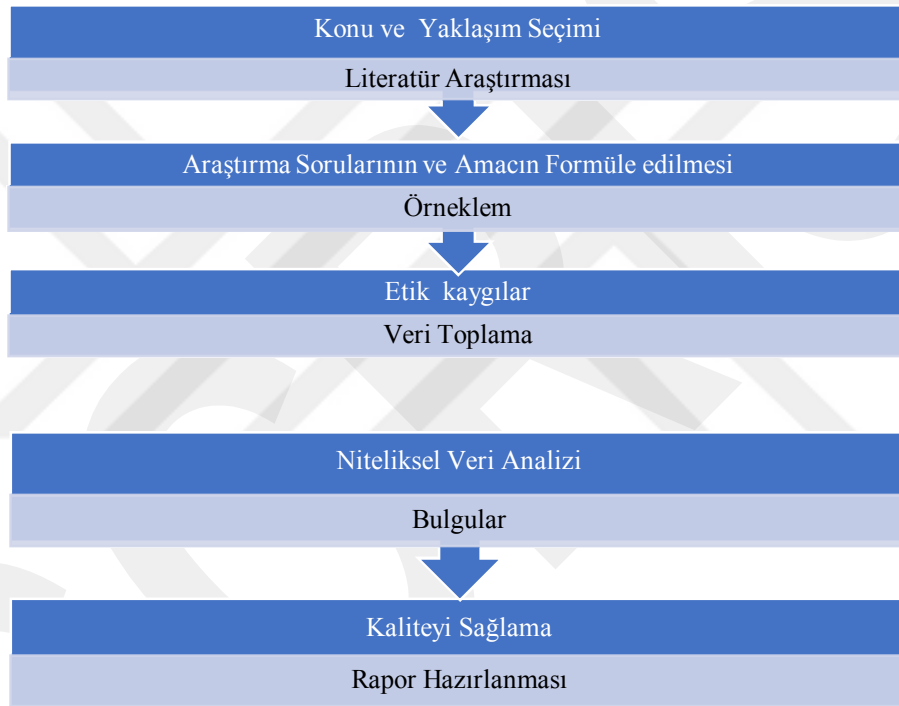 Konu ve Yaklaşım Seçimi
Literatür Araştırması
Araştırma Sorularının ve Amacın Formüle edilmesi
Örneklem
Etik kaygılar
Veri Toplama
Niteliksel Veri Analizi
Bulgular
Kaliteyi Sağlama
Rapor Hazırlanması